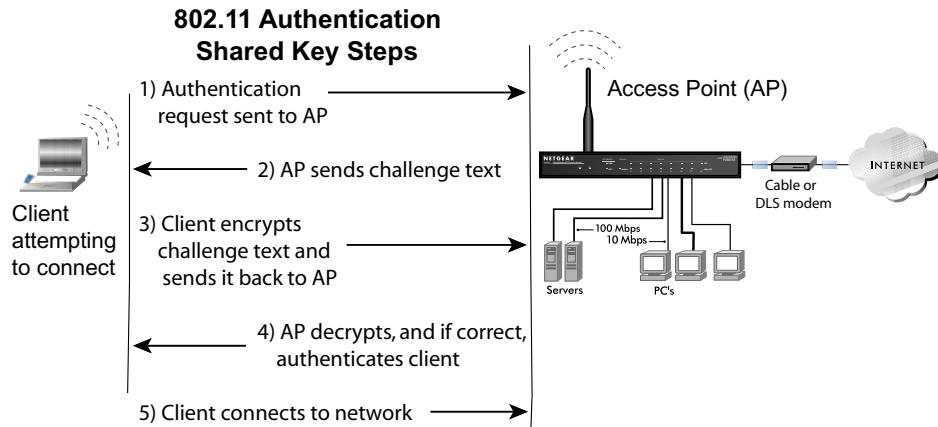 802.11 Authentication
Shared Key Steps
1) Authentication
request sent to AP
Access Point (AP)
2) AP sends challenge text
NETGEAR
INTERNET
Cable or
DLS modem
Client
attempting
to connect
3) Client encrypts
challenge text and
sends it back to AP
100 Mbps
10 Mbps
Servers
PC's
4) AP decrypts, and if correct,
authenticates client
5) Client connects to network